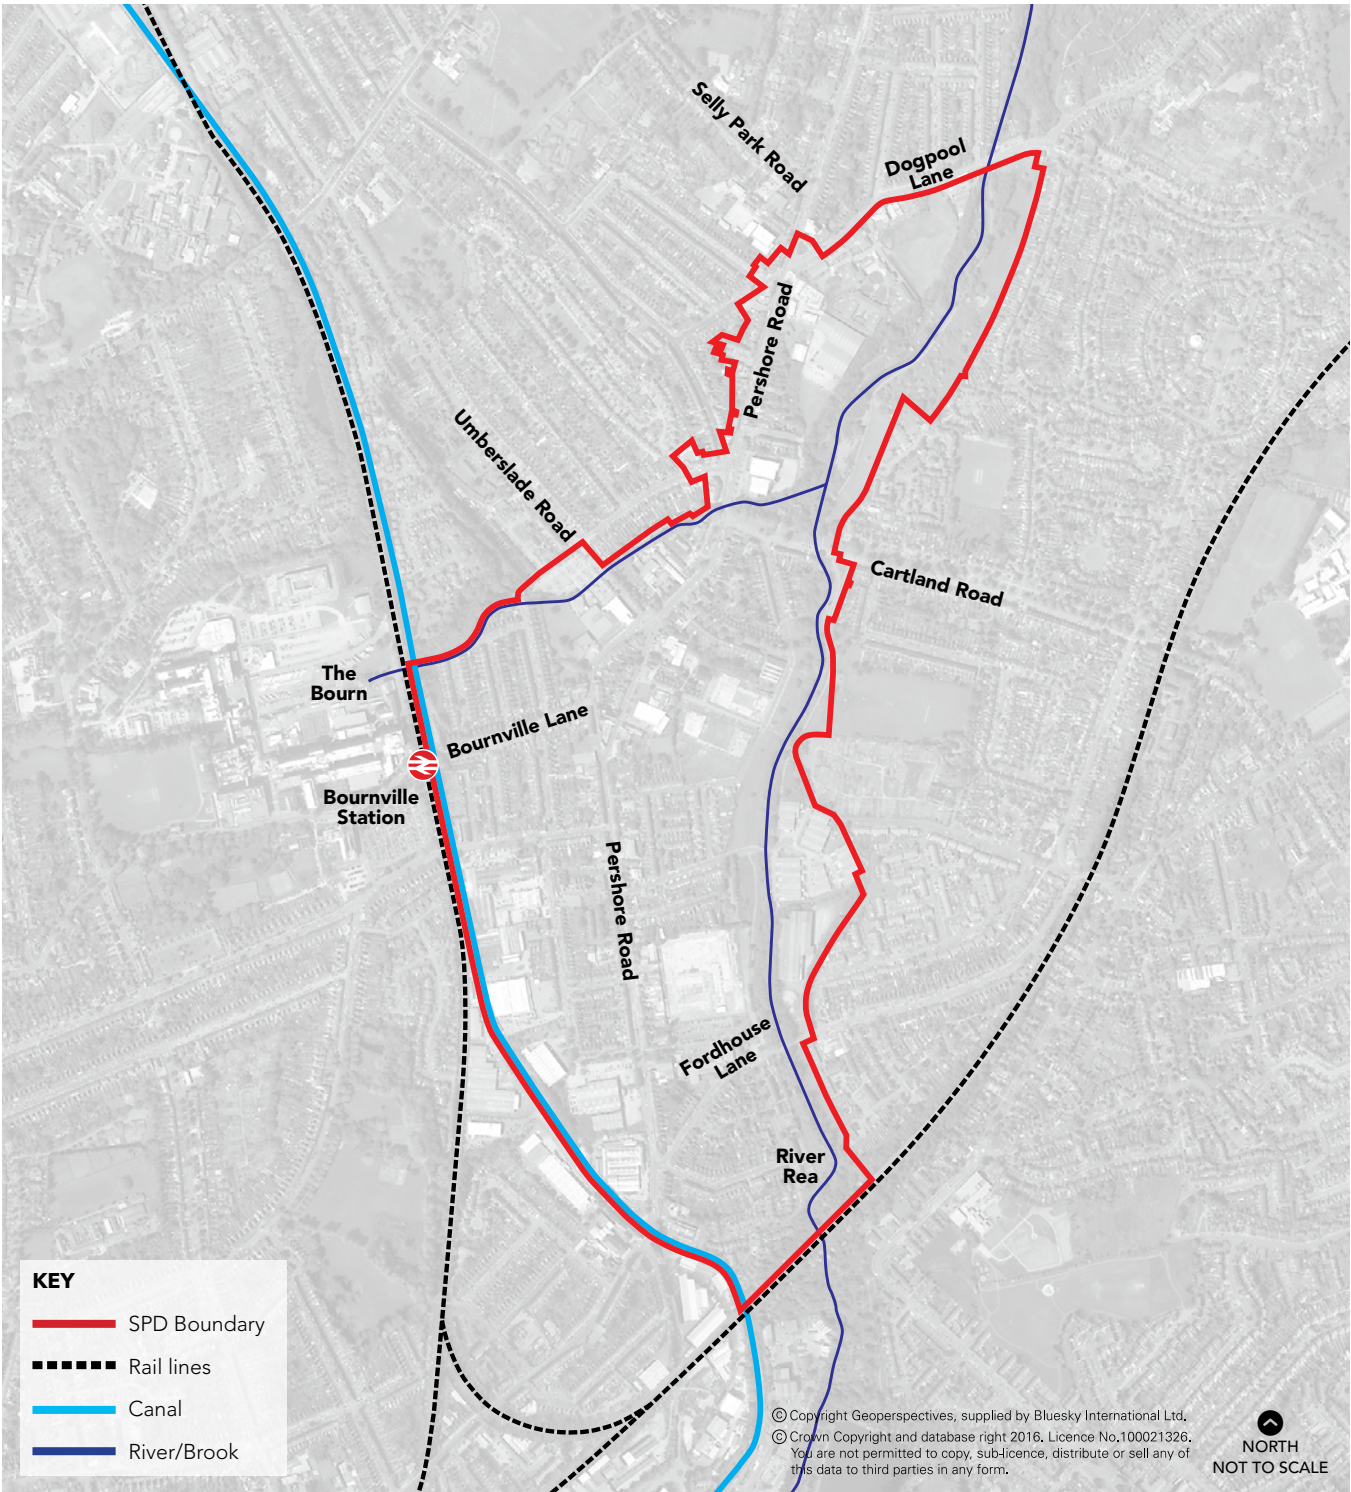 Selly Park Road
Dogpool
Lane
Pershore Road
Umberslade Road
Cartland Road
The
Bourn
Bournville Lane
Bournville
Station
Pershore Road
Fordhouse
Lane
River
Rea
KEY
SPD Boundary
Rail lines
Canal
River/Brook
© Copyright Geoperspectives, supplied by Bluesky International Ltd.
© Crown Copyright and database right 2016. Licence No.100021326.
You are not permitted to copy, sub-licence, distribute or sell any of
this data to third parties in any form.
NORTH
NOT TO SCALE